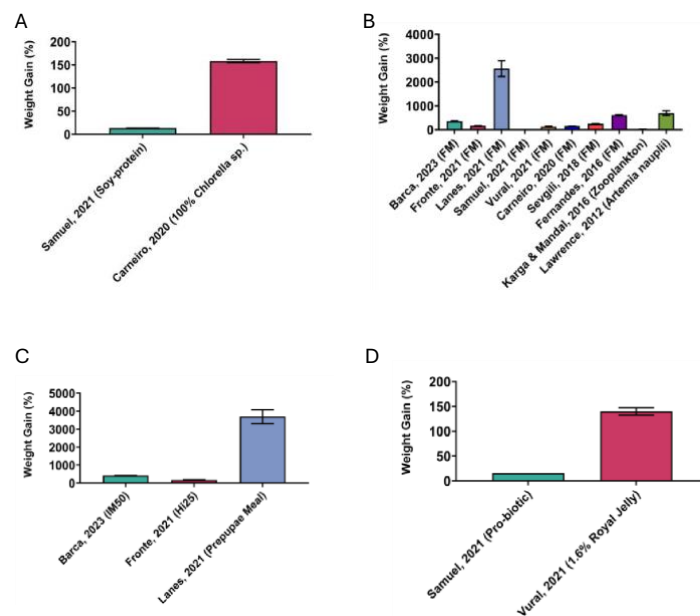 A
Weight Gain (%)
200
150
100
50
0
Samuel, 2021 (Soy-protein)
Carneiro, 2020 (100% Chlorella sp.)
B
Weight Gain (%)
4000
3000
2000
1000
0
Barca, 2023 (FM)
Fronte, 2021 (FM)
Lanes, 2021 (FM)
Samuel, 2021 (FM)
Vural, 2021 (FM)
Carneiro, 2020 (FM)
Sevgili, 2018 (FM)
Fernandes, 2016 (FM)
Karga & Mandal, 2016 (Zooplankton)
Lawrence, 2012 (Artemia nauplii)
C
Weight Gain (%)
5000
4000
3000
2000
1000
0
Barca, 2023 (IM50)
Fronte, 2021 (HI25)
Lanes, 2021 (Prepupae Meal)
D
Weight Gain (%)
200
150
100
50
0
Samuel, 2021 (Pro-biotic)
Vural, 2021 (1.6% Royal Jelly)